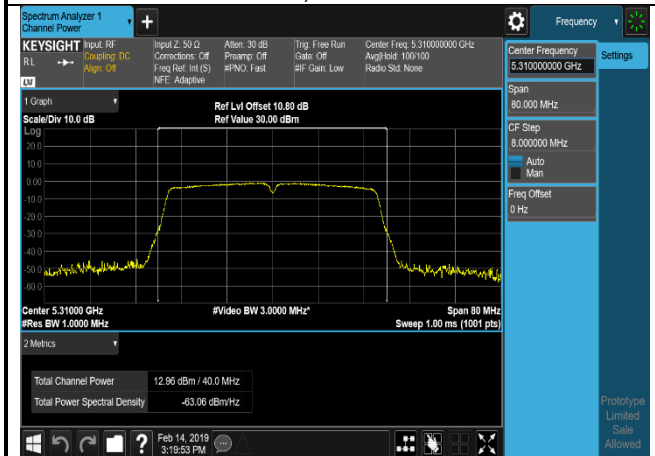 Spectrum Analyzer 1
Channel Power
Frequency
KEYSIGHT
RL
LXI
Input: RF
Coupling: DC
Align: Off
Input Z: 50 Ω
Corrections: Off
Freq Ref: Int (S)
NFE: Adaptive
Atten: 30 dB
Preamp: Off
#PNO: Fast
Trig: Free Run
Gate: Off
#IF Gain: Low
Center Freq: 5.310000000 GHz
Avg|Hold: 100/100
Radio Std: None
Center Frequency
5.310000000 GHz
Settings
Span
80.000 MHz
CF Step
8.000000 MHz
Auto
Man
Freq Offset
0 Hz
1 Graph
Scale/Div 10.0 dB
Ref Lvl Offset 10.80 dB
Ref Value 30.00 dBm
Log
20.0
10.0
0.00
-10.0
-20.0
-30.0
-40.0
-50.0
-60.0
Center 5.31000 GHz
#Video BW 3.0000 MHz*
Span 80 MHz
#Res BW 1.0000 MHz
Sweep 1.00 ms (1001 pts)
2 Metrics
Total Channel Power 12.96 dBm / 40.0 MHz
Total Power Spectral Density -63.06 dBm/Hz
Prototype
Limited
Sale
Allowed
Feb 14, 2019
3:19:53 PM